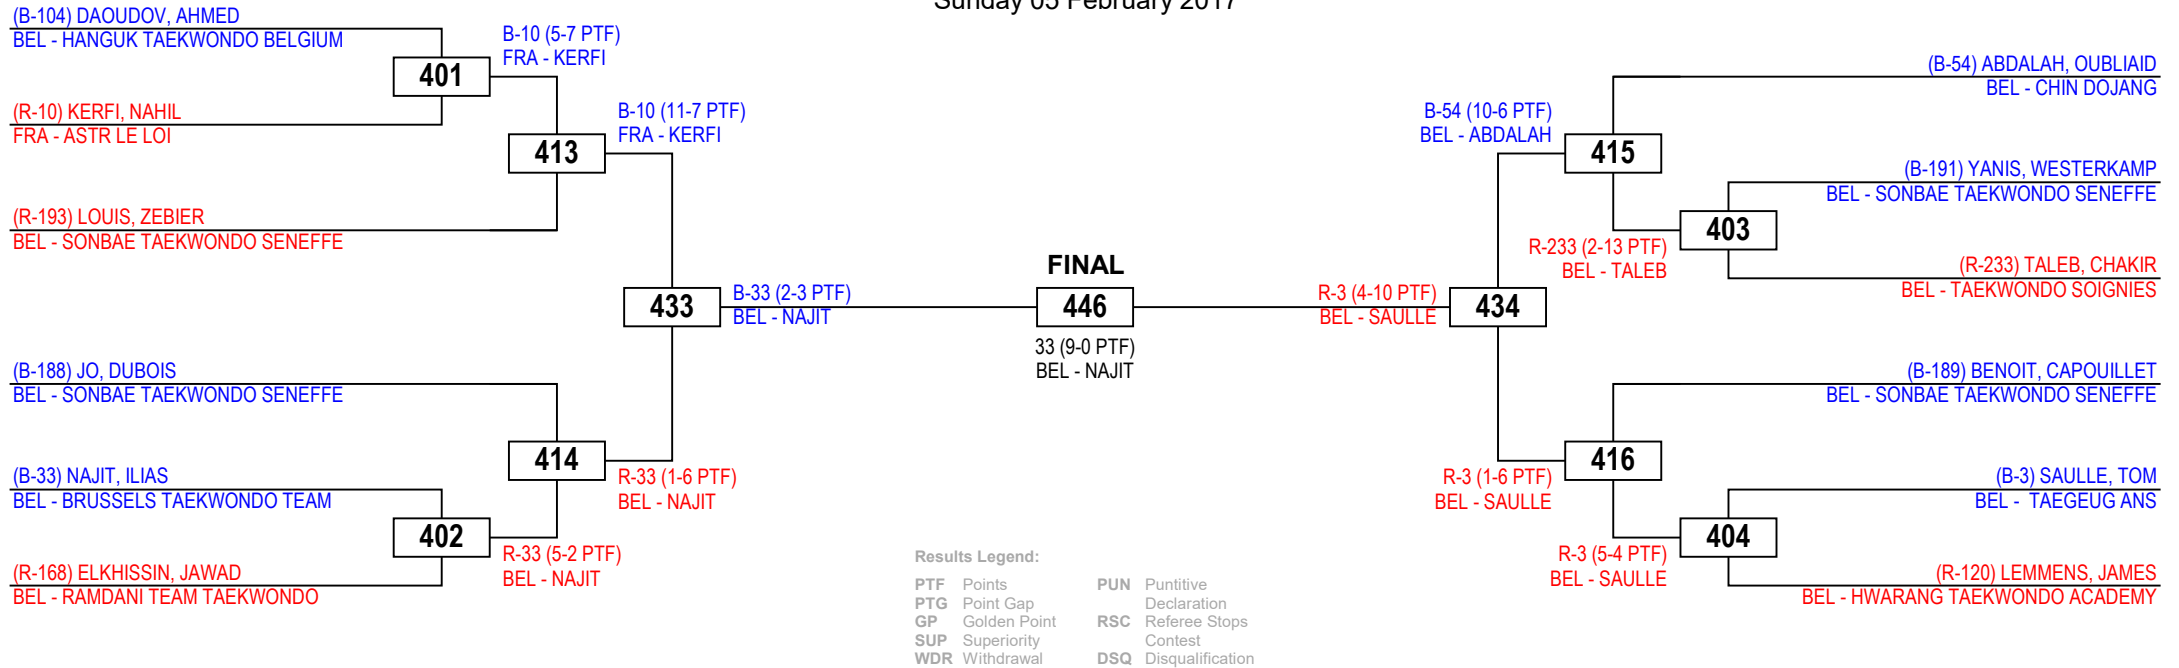 Sunday 05 February 2017
(B-104) DAOUDOV, AHMED
BEL - HANGUK TAEKWONDO BELGIUM
401
(R-10) KERFI, NAHIL
FRA - ASTR LE LOI
B-10 (5-7 PTF)
FRA - KERFI
413
(R-193) LOUIS, ZEBIER
BEL - SONBAE TAEKWONDO SENEFFE
B-10 (11-7 PTF)
FRA - KERFI
433
B-33 (2-3 PTF)
BEL - NAJIT
(B-188) JO, DUBOIS
BEL - SONBAE TAEKWONDO SENEFFE
414
R-33 (1-6 PTF)
BEL - NAJIT
(B-33) NAJIT, ILIAS
BEL - BRUSSELS TAEKWONDO TEAM
402
R-33 (5-2 PTF)
BEL - NAJIT
(R-168) ELKHISSIN, JAWAD
BEL - RAMDANI TEAM TAEKWONDO
FINAL
446
33 (9-0 PTF)
BEL - NAJIT
(B-54) ABDALAH, OUBLIAID
BEL - CHIN DOJANG
B-54 (10-6 PTF)
BEL - ABDALAH
415
(B-191) YANIS, WESTERKAMP
BEL - SONBAE TAEKWONDO SENEFFE
403
R-233 (2-13 PTF)
BEL - TALEB
(R-233) TALEB, CHAKIR
BEL - TAEKWONDO SOIGNIES
R-3 (4-10 PTF)
BEL - SAULLE
434
(B-189) BENOIT, CAPOUILLET
BEL - SONBAE TAEKWONDO SENEFFE
416
R-3 (1-6 PTF)
BEL - SAULLE
(B-3) SAULLE, TOM
BEL - TAEGEUG ANS
404
R-3 (5-4 PTF)
BEL - SAULLE
(R-120) LEMMENS, JAMES
BEL - HWARANG TAEKWONDO ACADEMY
Results Legend:
PTF Points PUN Puntitive
PTG Point Gap Declaration
GP Golden Point RSC Referee Stops
SUP Superiority Contest
WDR Withdrawal DSQ Disqualification